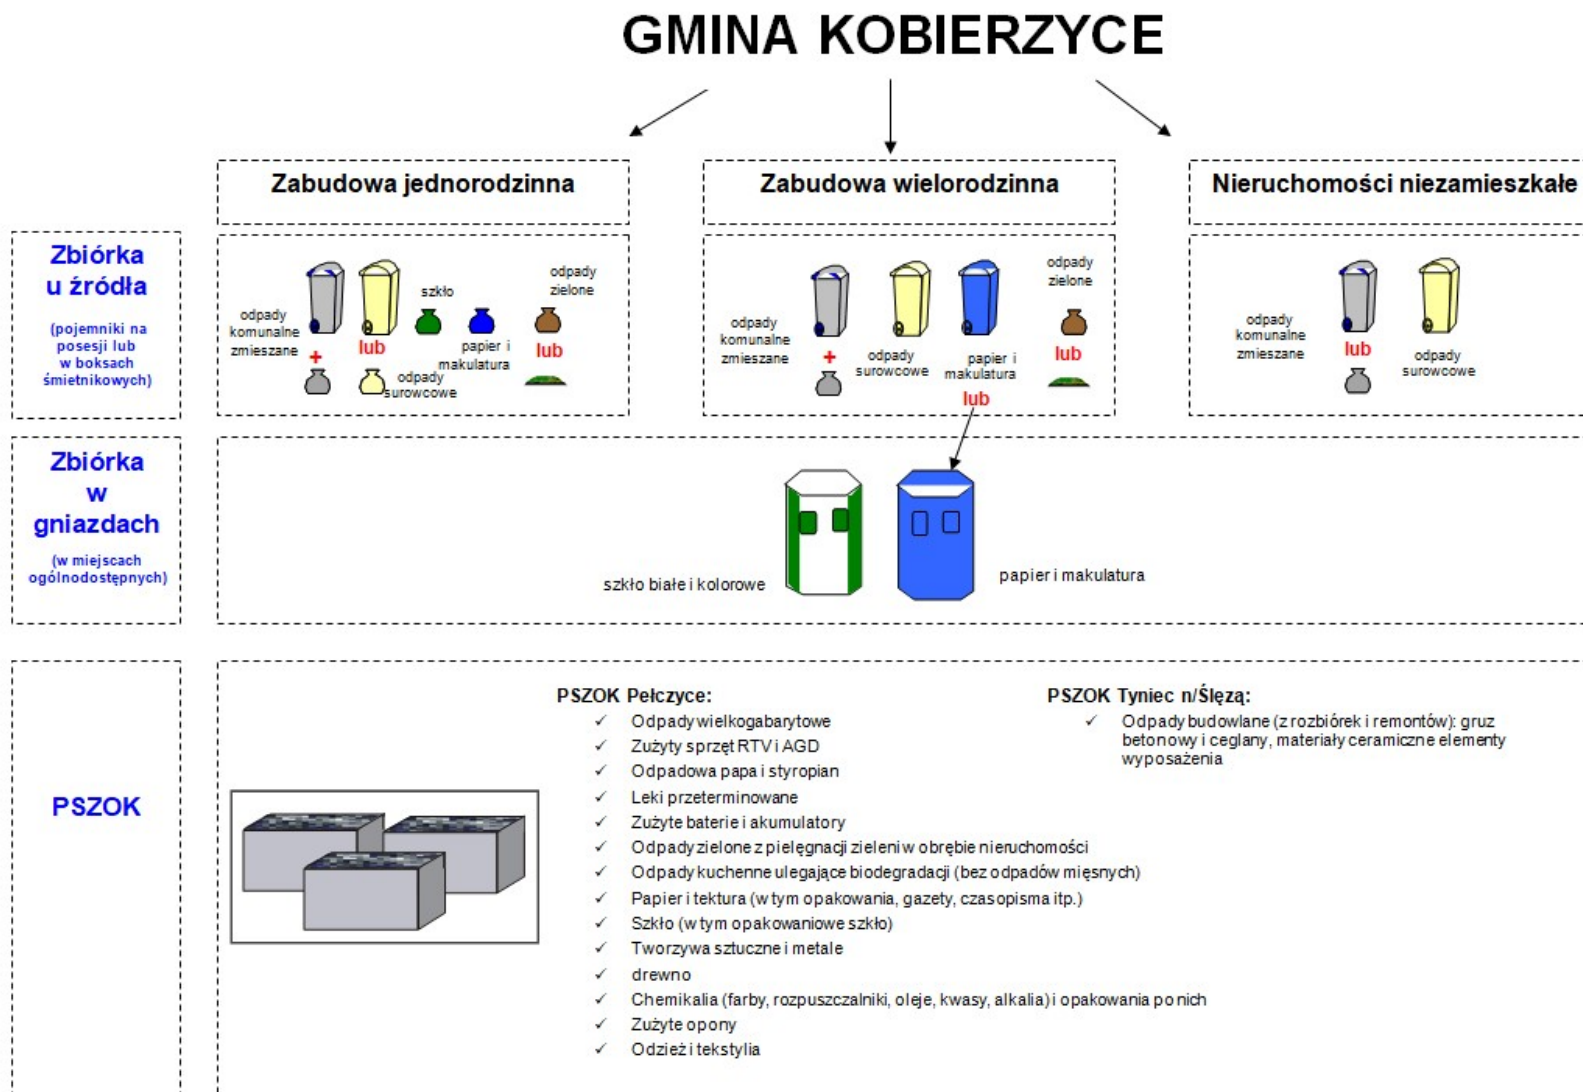 GMINA KOBIERZYCE
Zabudowa jednorodzinna
Zabudowa wielorodzinna
Nieruchomości niezamieszkałe
Zbiórka
u źródła
(pojemniki na
posesji lub
w boksach
śmietnikowych)
odpady
komunalne
zmieszane
+
lub
odpady
surowcowe
szkło
papier i
makulatura
odpady
zielone
lub
odpady
komunalne
zmieszane
+
odpady
surowcowe
papier i
makulatura
lub
odpady
zielone
lub
odpady
komunalne
zmieszane
lub
odpady
surowcowe
Zbiórka
w
gniazdach
(w miejscach
ogólnodostępnych)
szkło białe i kolorowe
papier i makulatura
PSZOK
PSZOK Pełczyce:
✓ Odpady wielkogabarytowe
✓ Zużyty sprzęt RTV i AGD
✓ Odpadowa papa i styropian
✓ Leki przeterminowane
✓ Zużyte baterie i akumulatory
✓ Odpady zielone z pielęgnacji zieleni w obrębie nieruchomości
✓ Odpady kuchenne ulegające biodegradacji (bez odpadów mięsnych)
✓ Papier i tektura (w tym opakowania, gazety, czasopisma itp.)
✓ Szkło (w tym opakowaniowe szkło)
✓ Tworzywa sztuczne i metale
✓ drewno
✓ Chemikalia (farby, rozpuszczalniki, oleje, kwasy, alkalia) i opakowania po nich
✓ Zużyte opony
✓ Odzież i tekstylia
PSZOK Tyniec n/Ślęzą:
✓ Odpady budowlane (z rozbiórek i remontów): gruz
betonowy i ceglany, materiały ceramiczne elementy
wyposażenia